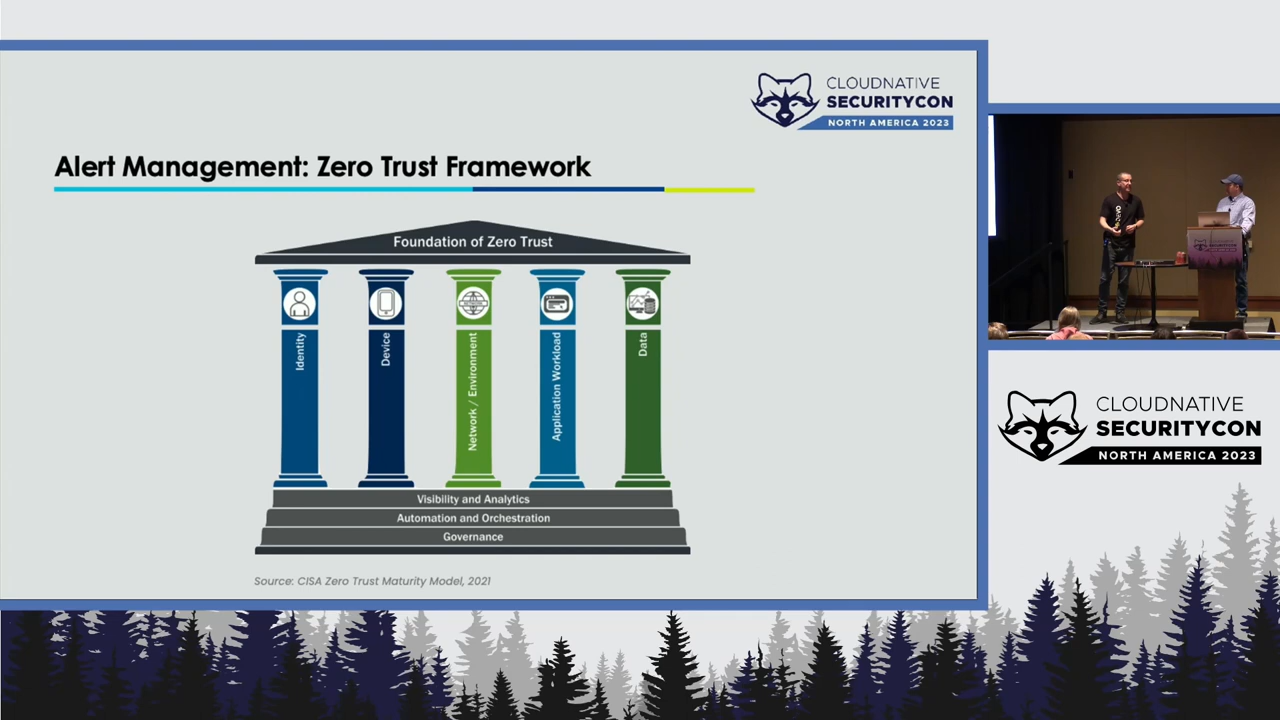 CLOUDNATIVE
SECURITYCON
NORTH AMERICA 2023
Alert Management: Zero Trust Framework
Foundation of Zero Trust
Identity
Device
Network / Environment
Application Workload
Data
Visibility and Analytics
Automation and Orchestration
Governance
Source: CISA Zero Trust Maturity Model, 2021
CLOUDNATIVE
SECURITYCON
NORTH AMERICA 2023